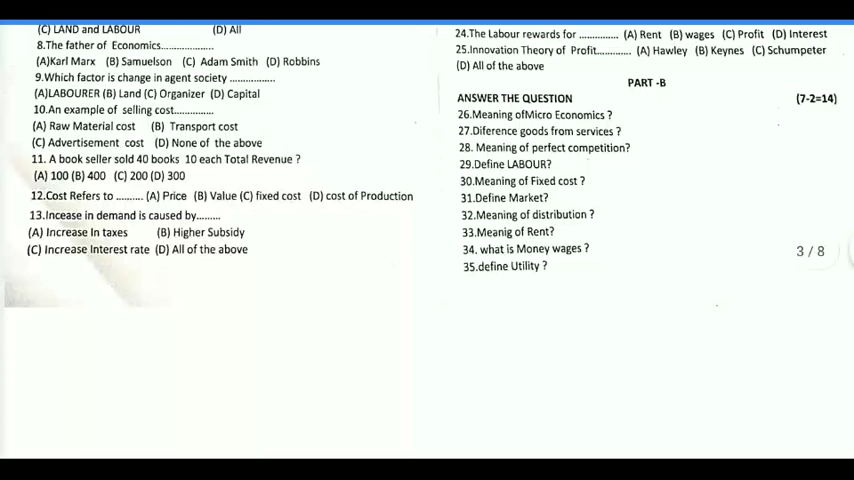 (C) LAND and LABOUR (D) All
8.The father of Economics....................
(A)Karl Marx (B) Samuelson (C) Adam Smith (D) Robbins
9.Which factor is change in agent society .................
(A)LABOURER (B) Land (C) Organizer (D) Capital
10.An example of selling cost...............
(A) Raw Material cost (B) Transport cost
(C) Advertisement cost (D) None of the above
11. A book seller sold 40 books 10 each Total Revenue ?
(A) 100 (B) 400 (C) 200 (D) 300
12.Cost Refers to .......... (A) Price (B) Value (C) fixed cost (D) cost of Production
13.Incease in demand is caused by.........
(A) Increase In taxes (B) Higher Subsidy
(C) Increase Interest rate (D) All of the above
24.The Labour rewards for ............... (A) Rent (B) wages (C) Profit (D) Interest
25.Innovation Theory of Profit............. (A) Hawley (B) Keynes (C) Schumpeter
(D) All of the above
PART -B
ANSWER THE QUESTION (7-2=14)
26.Meaning ofMicro Economics ?
27.Diference goods from services ?
28. Meaning of perfect competition?
29.Define LABOUR?
30.Meaning of Fixed cost ?
31.Define Market?
32.Meaning of distribution ?
33.Meanig of Rent?
34. what is Money wages ?
35.define Utility ?
3 / 8